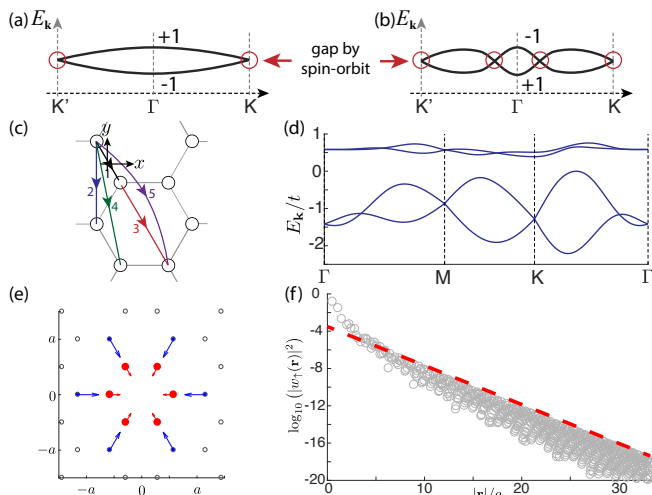 (a) E_k +1
-1
K' Γ K
gap by
spin-orbit
(b) E_k -1
+1
K' Γ K
(c) y
x
1
2
4
3
5
(d)
E_k/t
1
0
-1
-2
Γ M K Γ
(e)
a
0
−a
−a 0 a
(f)
log₁₀(|w↑(r)|²)
0
-4
-8
-12
-16
-20
0 10 20 30
|r|/a